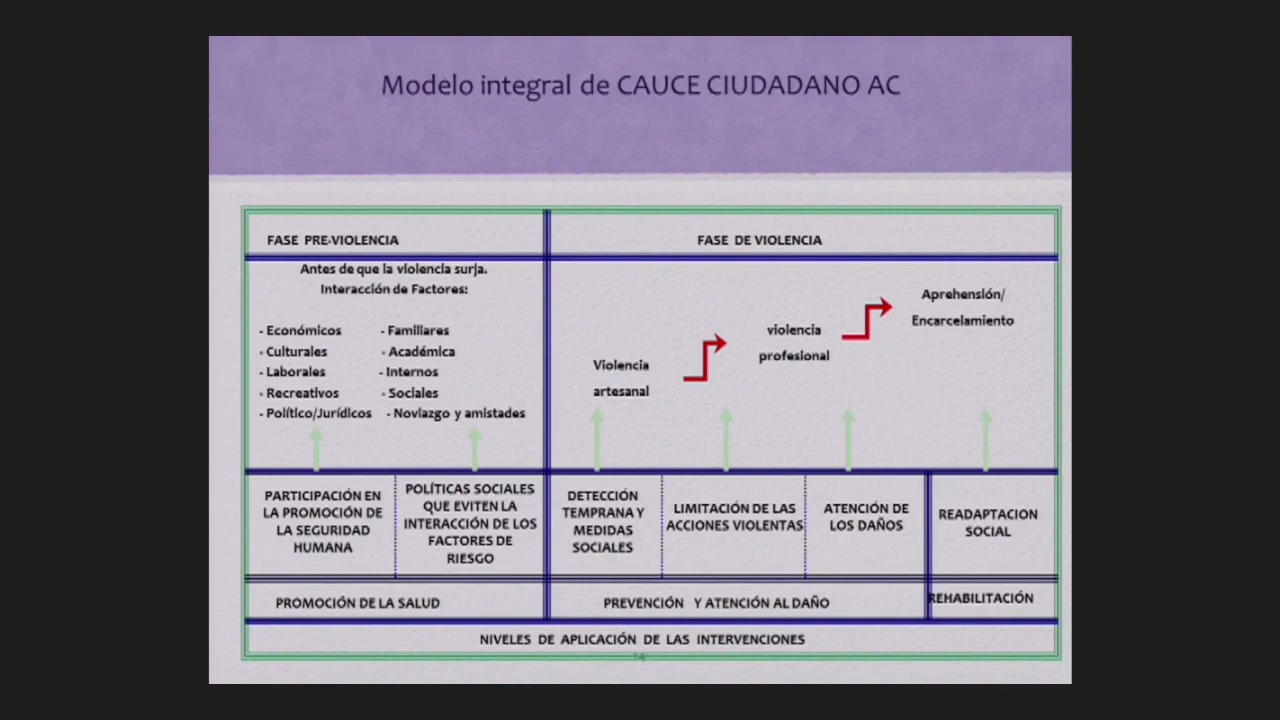 Modelo integral de CAUCE CIUDADANO AC
FASE PRE-VIOLENCIA
FASE DE VIOLENCIA
Antes de que la violencia surja.
Interacción de Factores:
- Económicos - Familiares
- Culturales - Académica
- Laborales - Internos
- Recreativos - Sociales
- Político/Jurídicos - Noviazgo y amistades
Violencia
artesanal
violencia
profesional
Aprehensión/
Encarcelamiento
PARTICIPACIÓN EN
LA PROMOCIÓN DE
LA SEGURIDAD
HUMANA
POLÍTICAS SOCIALES
QUE EVITEN LA
INTERACCIÓN DE LOS
FACTORES DE
RIESGO
DETECCIÓN
TEMPRANA Y
MEDIDAS
SOCIALES
LIMITACIÓN DE LAS
ACCIONES VIOLENTAS
ATENCIÓN DE
LOS DAÑOS
READAPTACION
SOCIAL
PROMOCIÓN DE LA SALUD
PREVENCIÓN Y ATENCIÓN AL DAÑO
REHABILITACIÓN
NIVELES DE APLICACIÓN DE LAS INTERVENCIONES